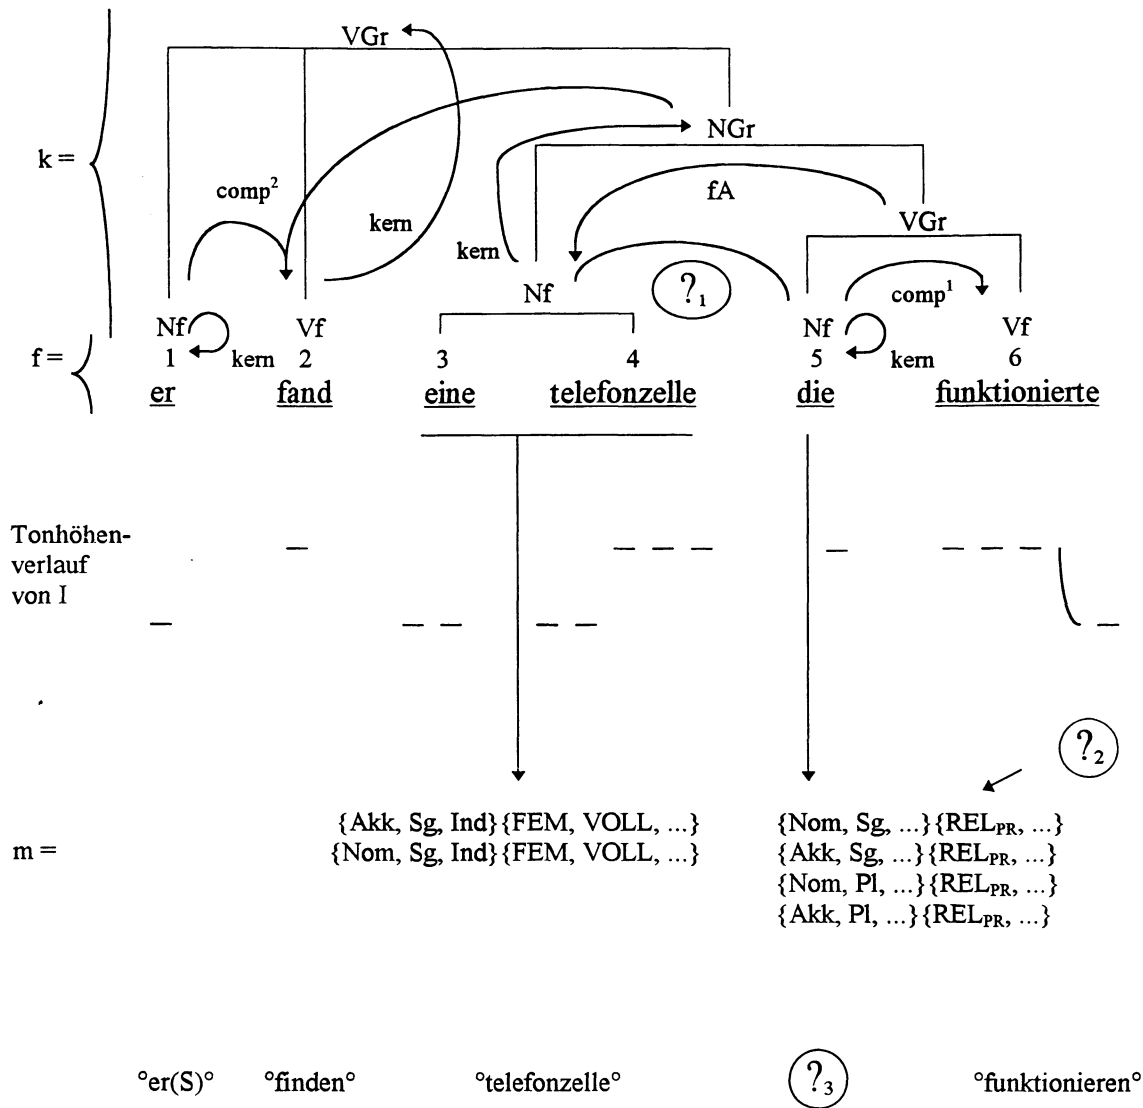 VGr
NGr
k =
comp²
fA
kern
kern
VGr
Nf
?₁
comp¹
Nf
Vf
Nf
Vf
f =
1
kern
2
3
4
5
kern
6
er fand eine telefonzelle die funktionierte
Tonhöhen-
verlauf
von I
?₂
m =
{Akk, Sg, Ind}{FEM, VOLL, ...}
{Nom, Sg, Ind}{FEM, VOLL, ...}
{Nom, Sg, ...}{RELPR, ...}
{Akk, Sg, ...}{RELPR, ...}
{Nom, Pl, ...}{RELPR, ...}
{Akk, Pl, ...}{RELPR, ...}
°er(S)° °finden° °telefonzelle° ?₃ °funktionieren°